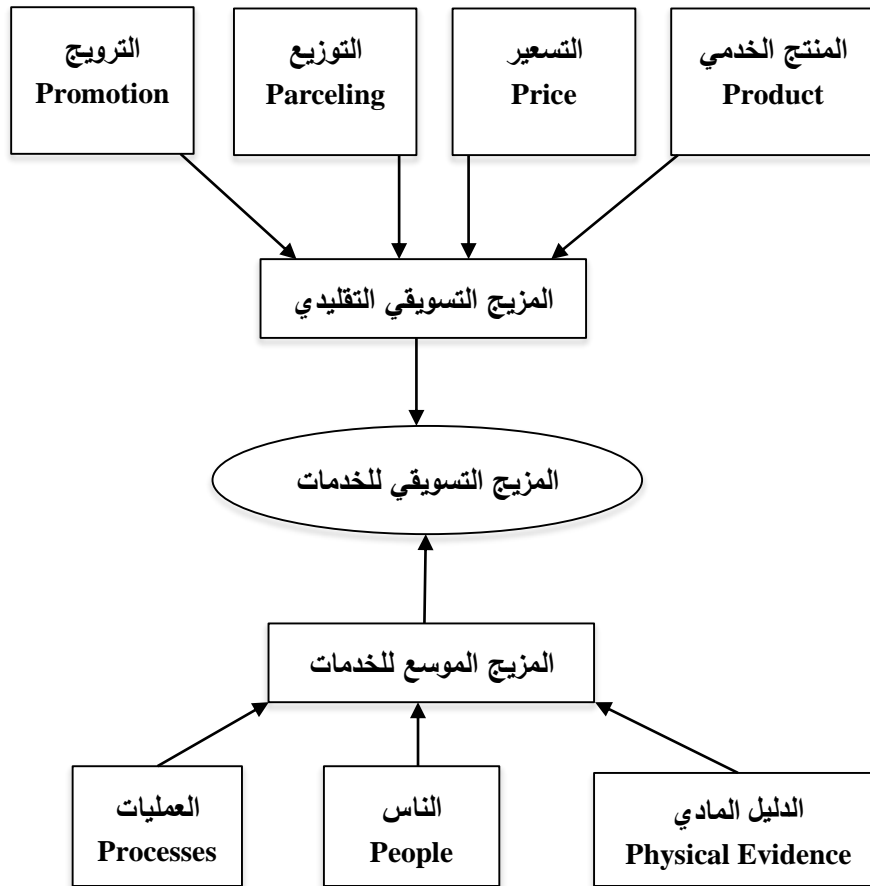 المنتج الخدمي
Product
التسعير
Price
التوزيع
Parceling
الترويج
Promotion
المزيج التسويقي التقليدي
المزيج التسويقي للخدمات
المزيج الموسع للخدمات
الدليل المادي
Physical Evidence
الناس
People
العمليات
Processes